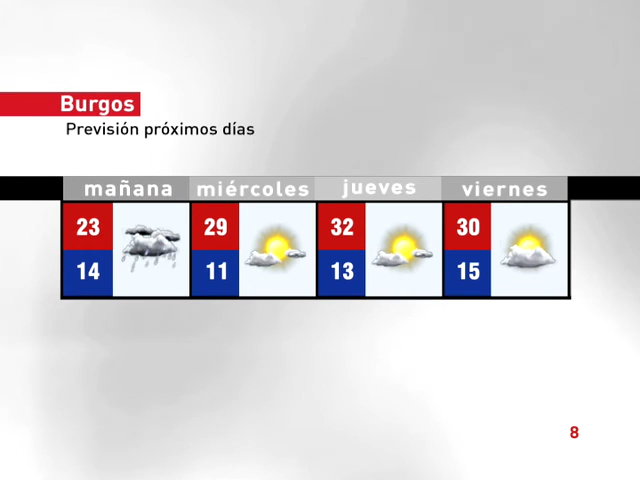 Burgos
Previsión próximos días
mañana miércoles jueves viernes
23 29 32 30
14 11 13 15
8